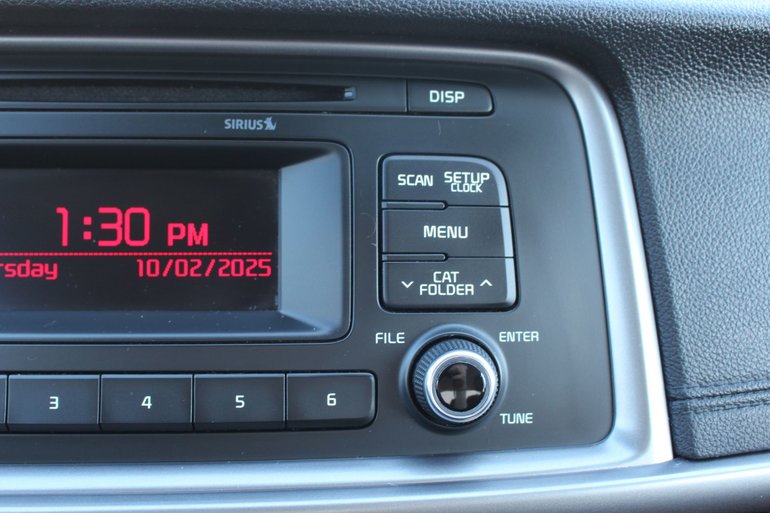 DISP
SIRIUS
SCAN SETUP
CLOCK
1:30 PM
MENU
rsday 10/02/2025
CAT
FOLDER
FILE ENTER
3 4 5 6
TUNE